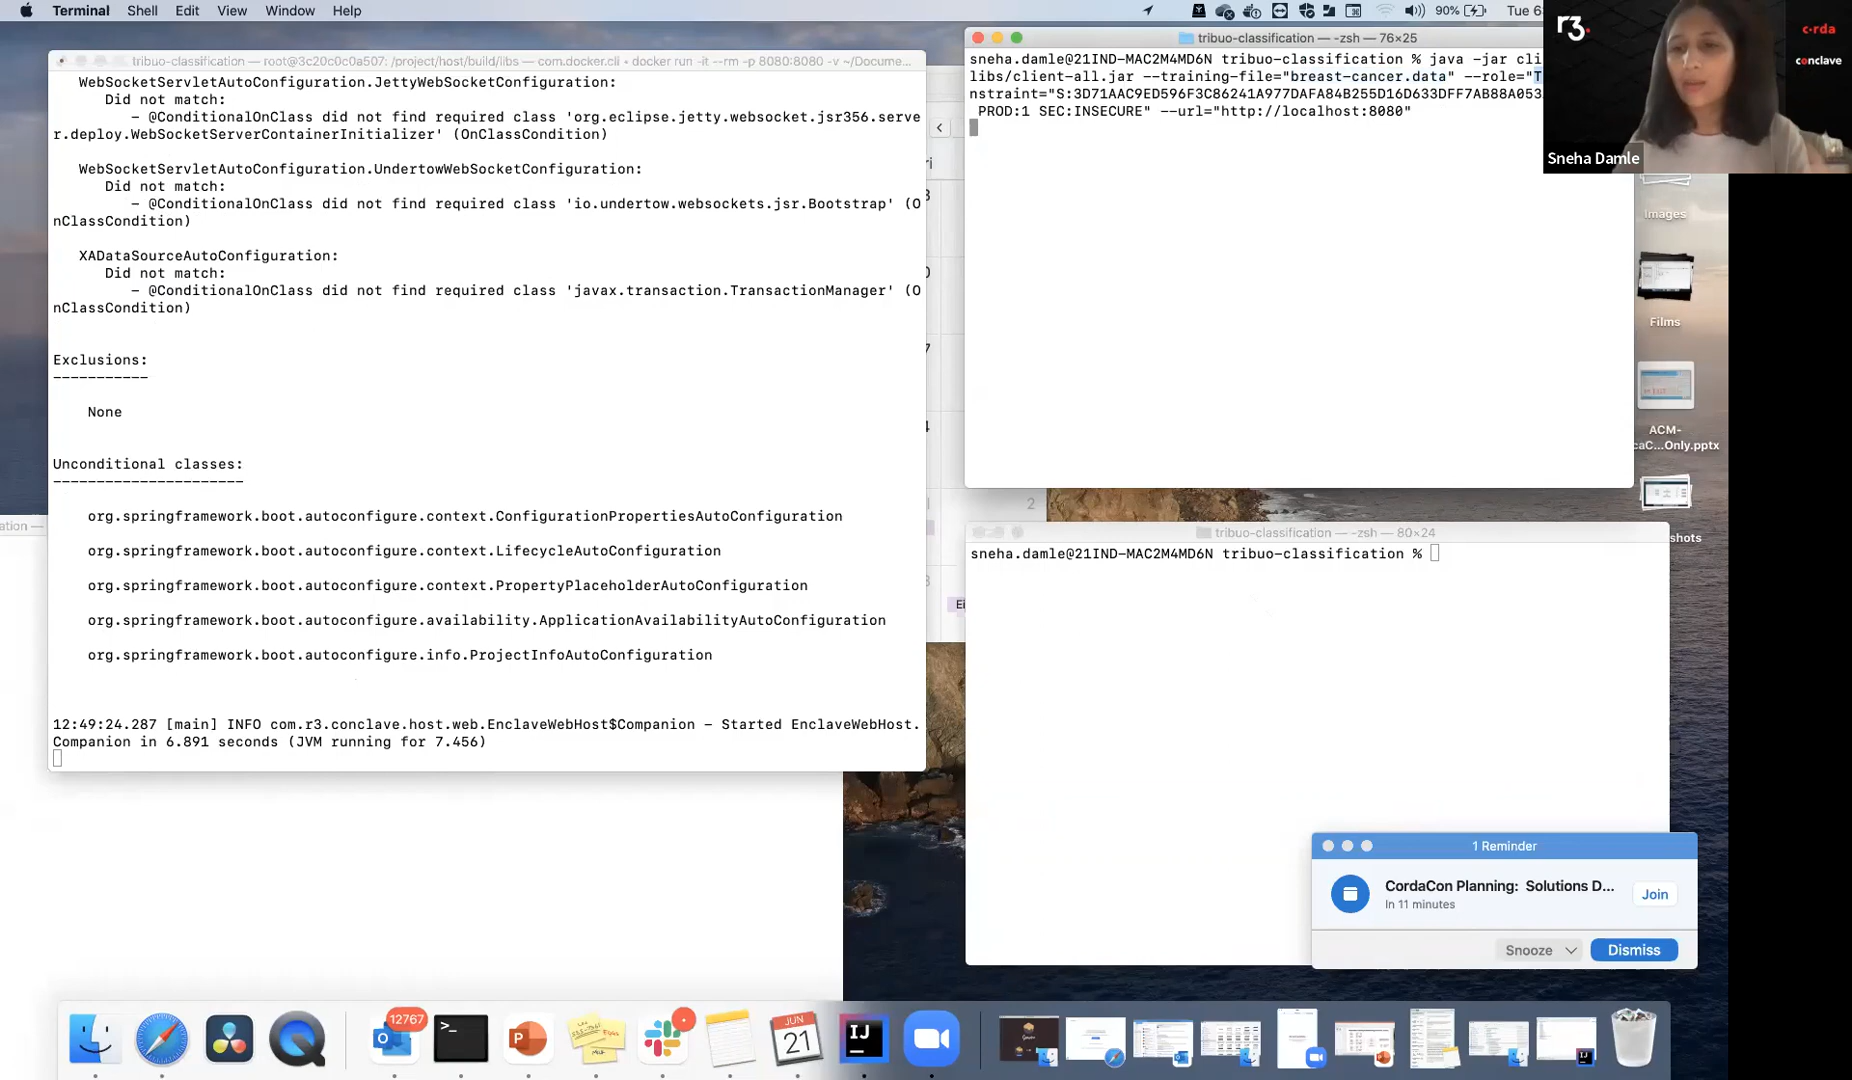 Terminal Shell Edit View Window Help
90% Tue 6
tribuo-classification — root@3c20c0c0a507: /project/host/build/libs — com.docker.cli • docker run -it --rm -p 8080:8080 -v ~/Docume...
WebSocketServletAutoConfiguration.JettyWebSocketConfiguration:
Did not match:
- @ConditionalOnClass did not find required class 'org.eclipse.jetty.websocket.jsr356.serve
r.deploy.WebSocketServerContainerInitializer' (OnClassCondition)
WebSocketServletAutoConfiguration.UndertowWebSocketConfiguration:
Did not match:
- @ConditionalOnClass did not find required class 'io.undertow.websockets.jsr.Bootstrap' (O
nClassCondition)
XADataSourceAutoConfiguration:
Did not match:
- @ConditionalOnClass did not find required class 'javax.transaction.TransactionManager' (O
nClassCondition)
Exclusions:
-----------
None
Unconditional classes:
----------------------
org.springframework.boot.autoconfigure.context.ConfigurationPropertiesAutoConfiguration
org.springframework.boot.autoconfigure.context.LifecycleAutoConfiguration
org.springframework.boot.autoconfigure.context.PropertyPlaceholderAutoConfiguration
org.springframework.boot.autoconfigure.availability.ApplicationAvailabilityAutoConfiguration
org.springframework.boot.autoconfigure.info.ProjectInfoAutoConfiguration
12:49:24.287 [main] INFO com.r3.conclave.host.web.EnclaveWebHost$Companion - Started EnclaveWebHost.
Companion in 6.891 seconds (JVM running for 7.456)
tribuo-classification — -zsh — 76×25
sneha.damle@21IND-MAC2M4MD6N tribuo-classification % java -jar cli
libs/client-all.jar --training-file="breast-cancer.data" --role="T
nstraint="S:3D71AAC9ED596F3C86241A977DAFA84B255D16D633DFF7AB88A053
PROD:1 SEC:INSECURE" --url="http://localhost:8080"
tribuo-classification — -zsh — 80×24
sneha.damle@21IND-MAC2M4MD6N tribuo-classification %
r3.
c·rda
conclave
Sneha Damle
Images
Films
ACM-
caC...Only.pptx
shots
ation —
2
Ei
1 Reminder
CordaCon Planning: Solutions D...
In 11 minutes
Join
Snooze
Dismiss
12767
JUN
21
IJ